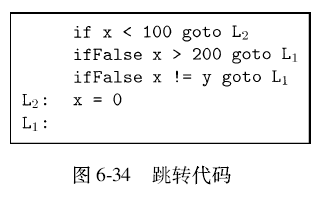 if x < 100 goto L₂
ifFalse x > 200 goto L₁
ifFalse x != y goto L₁
L₂: x = 0
L₁:
图 6-34 跳转代码